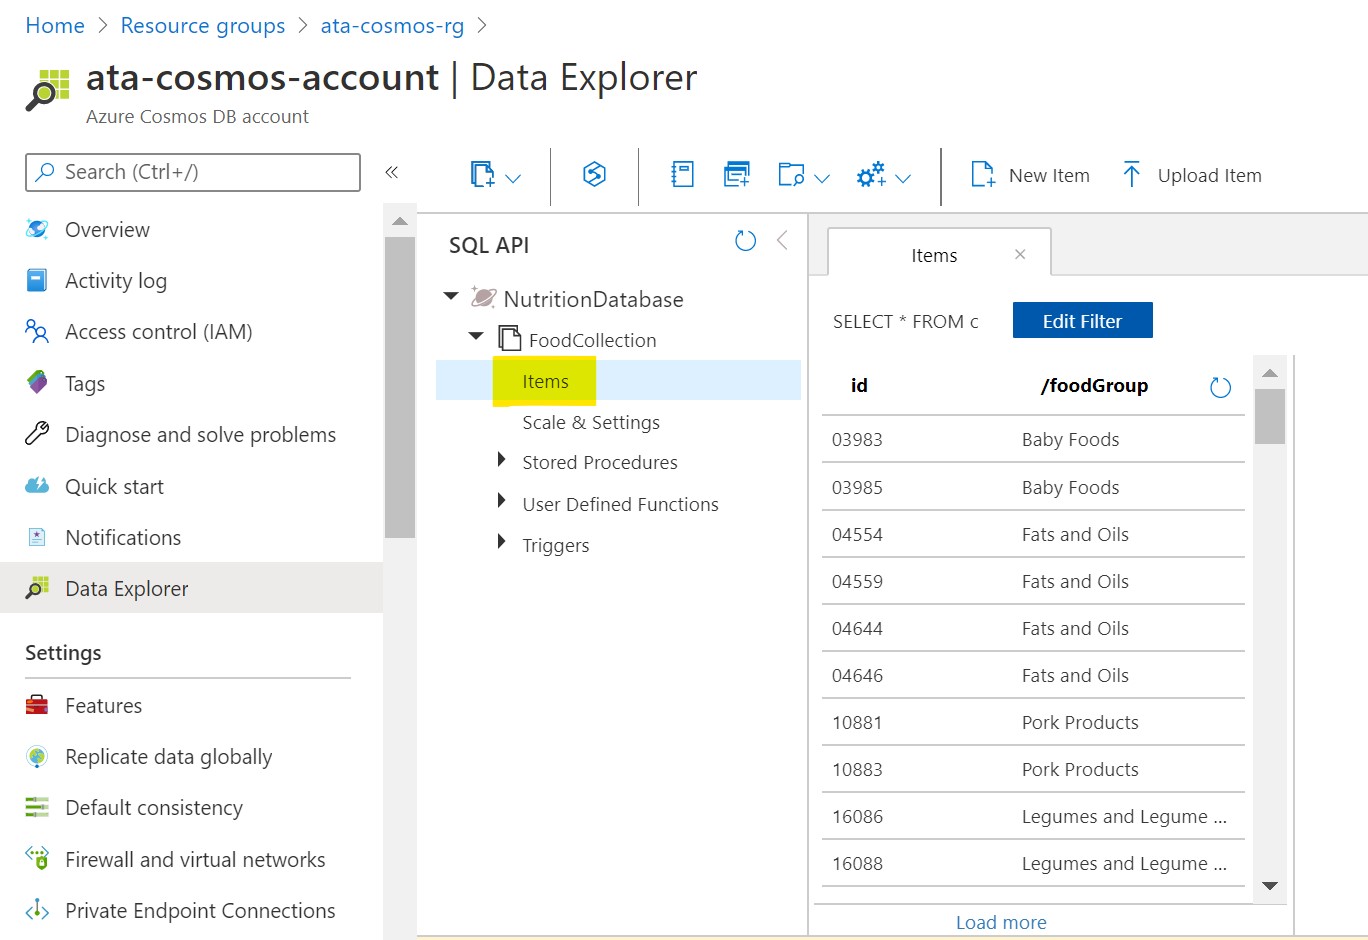 Home > Resource groups > ata-cosmos-rg >
ata-cosmos-account | Data Explorer
Azure Cosmos DB account
Search (Ctrl+/)
«
Overview
Activity log
Access control (IAM)
Tags
Diagnose and solve problems
Quick start
Notifications
Data Explorer
Settings
Features
Replicate data globally
Default consistency
Firewall and virtual networks
Private Endpoint Connections
New Item
Upload Item
SQL API
NutritionDatabase
FoodCollection
Items
Scale & Settings
Stored Procedures
User Defined Functions
Triggers
Items
SELECT * FROM c
Edit Filter
id /foodGroup
03983 Baby Foods
03985 Baby Foods
04554 Fats and Oils
04559 Fats and Oils
04644 Fats and Oils
04646 Fats and Oils
10881 Pork Products
10883 Pork Products
16086 Legumes and Legume ...
16088 Legumes and Legume ...
Load more